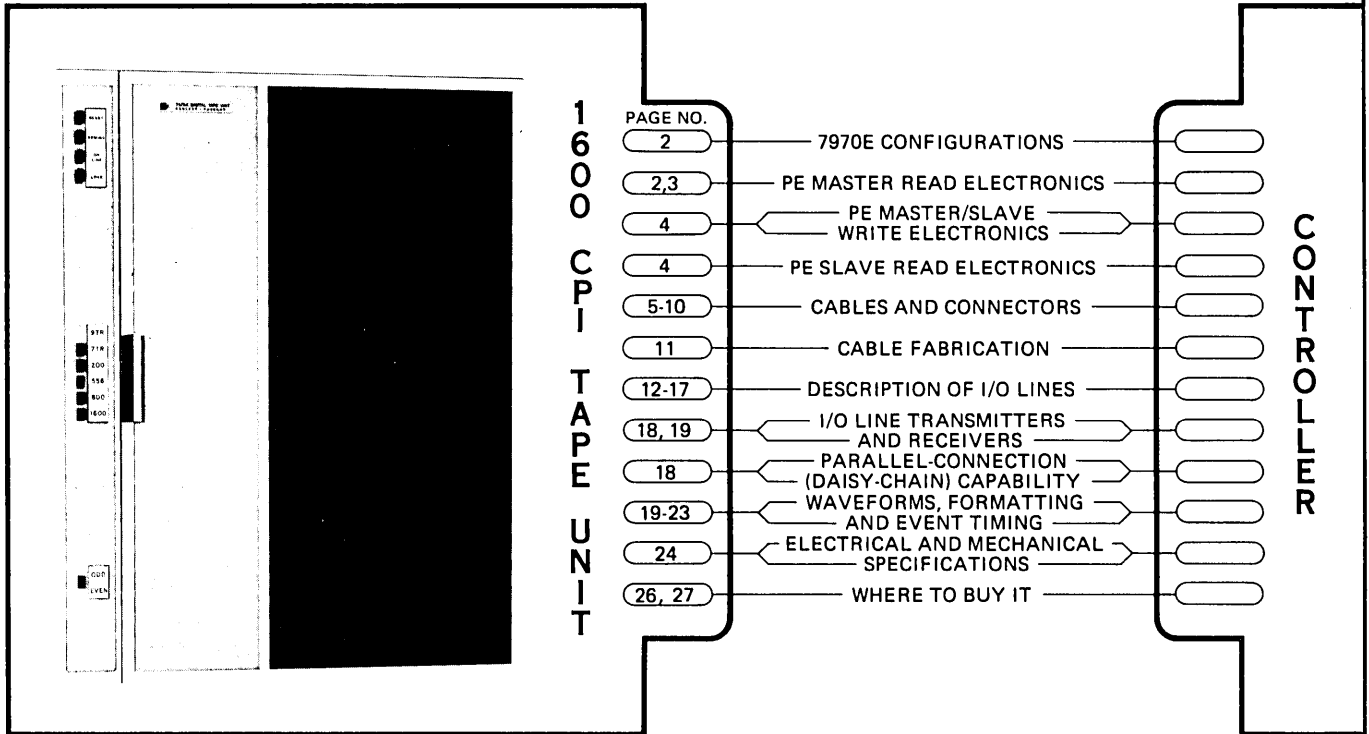 RESET
ON
LINE
LOAD
9TR
7TR
200
556
800
1600
ODD
EVEN
1600 CPI TAPE UNIT
PAGE NO.
2 7970E CONFIGURATIONS
2,3 PE MASTER READ ELECTRONICS
4 PE MASTER/SLAVE
WRITE ELECTRONICS
4 PE SLAVE READ ELECTRONICS
5-10 CABLES AND CONNECTORS
11 CABLE FABRICATION
12-17 DESCRIPTION OF I/O LINES
18, 19 I/O LINE TRANSMITTERS
AND RECEIVERS
18 PARALLEL-CONNECTION
(DAISY-CHAIN) CAPABILITY
19-23 WAVEFORMS, FORMATTING
AND EVENT TIMING
24 ELECTRICAL AND MECHANICAL
SPECIFICATIONS
26, 27 WHERE TO BUY IT
CONTROLLER